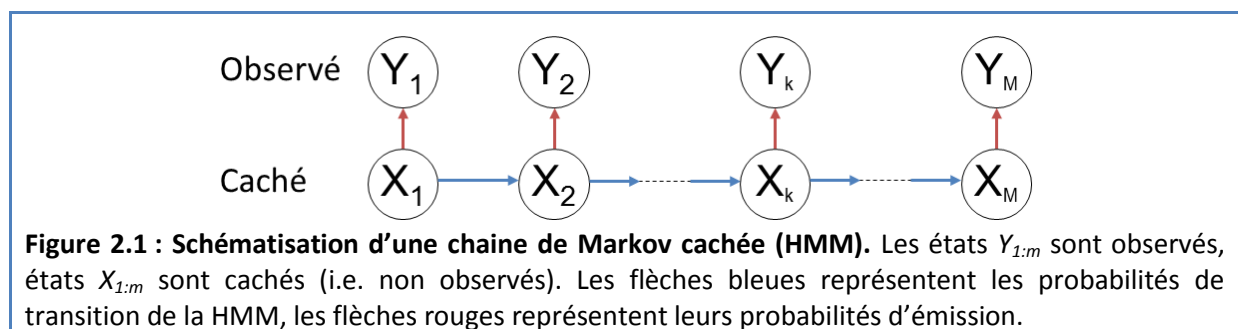 Observé Y₁ Y₂ Yₖ Y_M
Caché X₁ X₂ Xₖ X_M
Figure 2.1 : Schématisation d’une chaine de Markov cachée (HMM). Les états Y₁:ₘ sont observés,
états X₁:ₘ sont cachés (i.e. non observés). Les flèches bleues représentent les probabilités de
transition de la HMM, les flèches rouges représentent leurs probabilités d’émission.